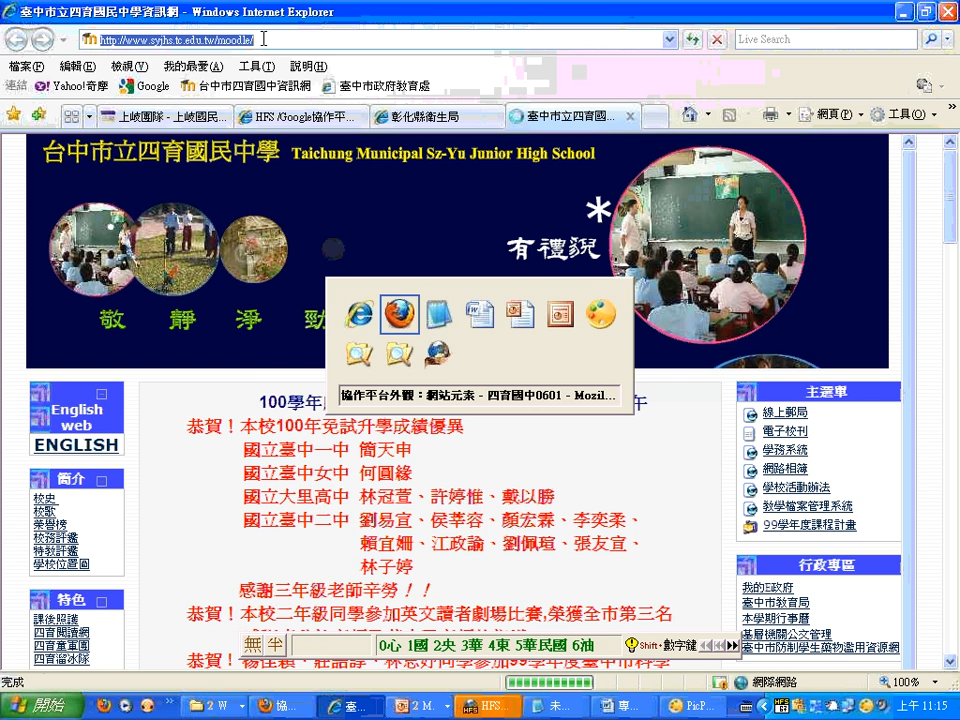 臺中市立四育國民中學資訊網 - Windows Internet Explorer
http://www.syjhs.tc.edu.tw/moodle/
Live Search
檔案(F) 編輯(E) 檢視(V) 我的最愛(A) 工具(T) 說明(H)
連結 Yahoo!奇摩 Google 台中市四育國中資訊網 臺中市政府教育處
上岐團隊 - 上岐國民... HFS /Google協作平... 彰化縣衛生局 臺中市立四育國... 網頁(P) 工具(O)
台中市立四育國民中學 Taichung Municipal Sz-Yu Junior High School
*
有禮貌
敬 靜 淨 勁
協作平台外觀：網站元素 - 四育國中0601 - Mozil...
English web
ENGLISH
簡介
校史
校歌
榮譽榜
校務評鑑
特教評鑑
學校位置圖
特色
課後照護
四育閱讀網
四育童軍團
四育溜冰隊
100學年
午
恭賀！本校100年免試升學成績優異
國立臺中一中 簡天申
國立臺中女中 何圓緣
國立大里高中 林冠萱、許婷惟、戴以勝
國立臺中二中 劉易宜、侯莘容、顏宏霖、李奕柔、
賴宜姍、江政諭、劉佩瑄、張友宣、
林子婷
感謝三年級老師辛勞！！
恭賀！本校二年級同學參加英文讀者劇場比賽,榮獲全市第三名
恭賀！
主選單
線上郵局
電子校刊
學務系統
網路相簿
學校活動辦法
教學檔案管理系統
99學年度課程計畫
行政專區
我的E政府
臺中市教育局
本學期行事曆
基層機關公文管理
臺中市防制學生藥物濫用資源網
無 半 0心 1國 2央 3華 4東 5華民國 6油 Shift+數字鍵
完成 網際網路 100%
開始 2 W 協... 臺... 2 M. HFS... 未... 專... PicP... 上午 11:15